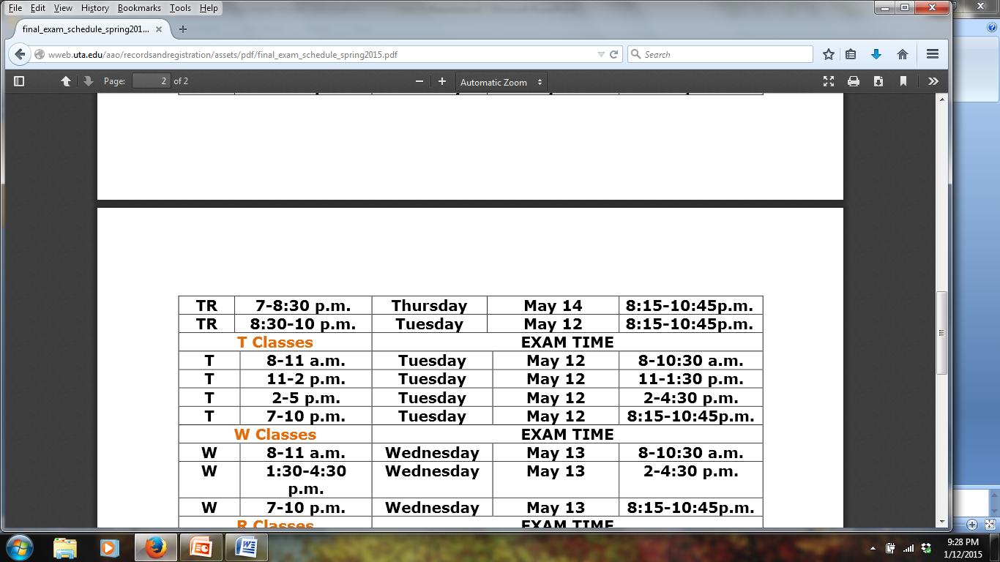 File Edit View History Bookmarks Tools Help
final_exam_schedule_spring201...
wweb.uta.edu/aao/recordsandregistration/assets/pdf/final_exam_schedule_spring2015.pdf
Search
Page: 2 of 2
Automatic Zoom
TR 7-8:30 p.m. Thursday May 14 8:15-10:45p.m.
TR 8:30-10 p.m. Tuesday May 12 8:15-10:45p.m.
T Classes EXAM TIME
T 8-11 a.m. Tuesday May 12 8-10:30 a.m.
T 11-2 p.m. Tuesday May 12 11-1:30 p.m.
T 2-5 p.m. Tuesday May 12 2-4:30 p.m.
T 7-10 p.m. Tuesday May 12 8:15-10:45p.m.
W Classes EXAM TIME
W 8-11 a.m. Wednesday May 13 8-10:30 a.m.
W 1:30-4:30 Wednesday May 13 2-4:30 p.m.
p.m.
W 7-10 p.m. Wednesday May 13 8:15-10:45p.m.
R Classes EXAM TIME
9:28 PM
1/12/2015